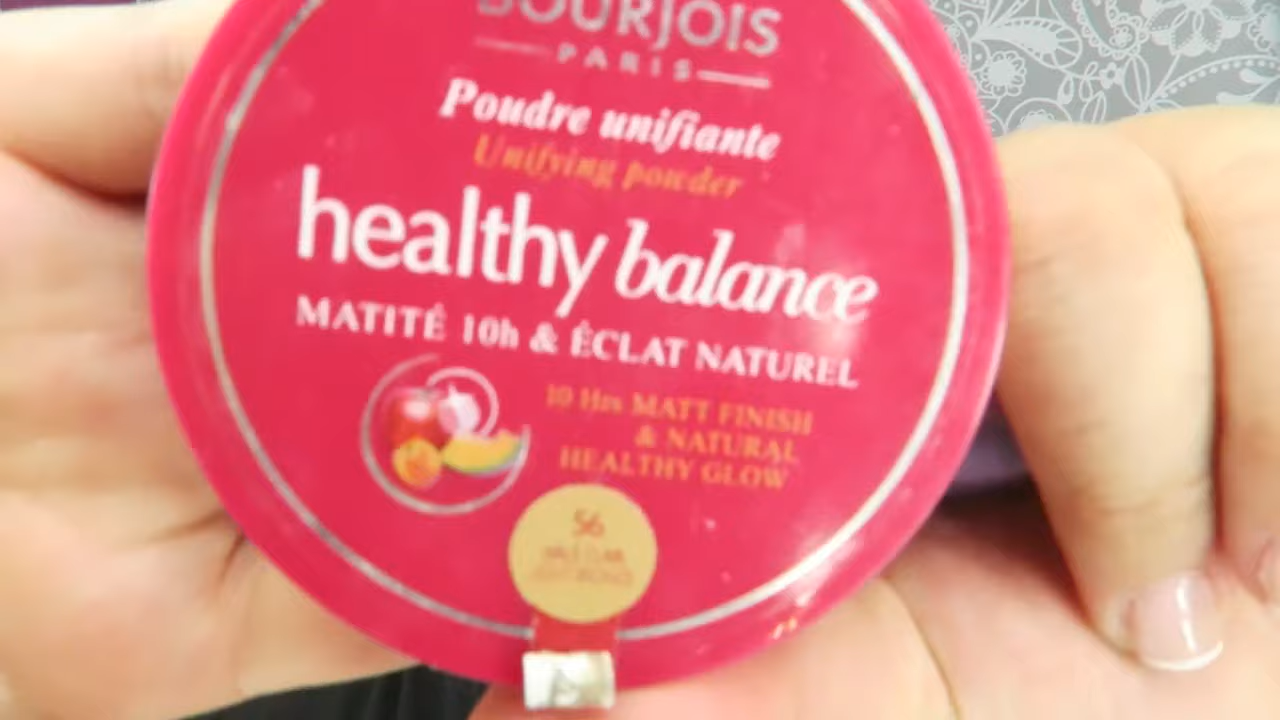 BOURJOIS
PARIS
Poudre unifiante
Unifying powder
healthy balance
MATITÉ 10h & ÉCLAT NATUREL
10 Hrs MATT FINISH
& NATURAL
HEALTHY GLOW
56